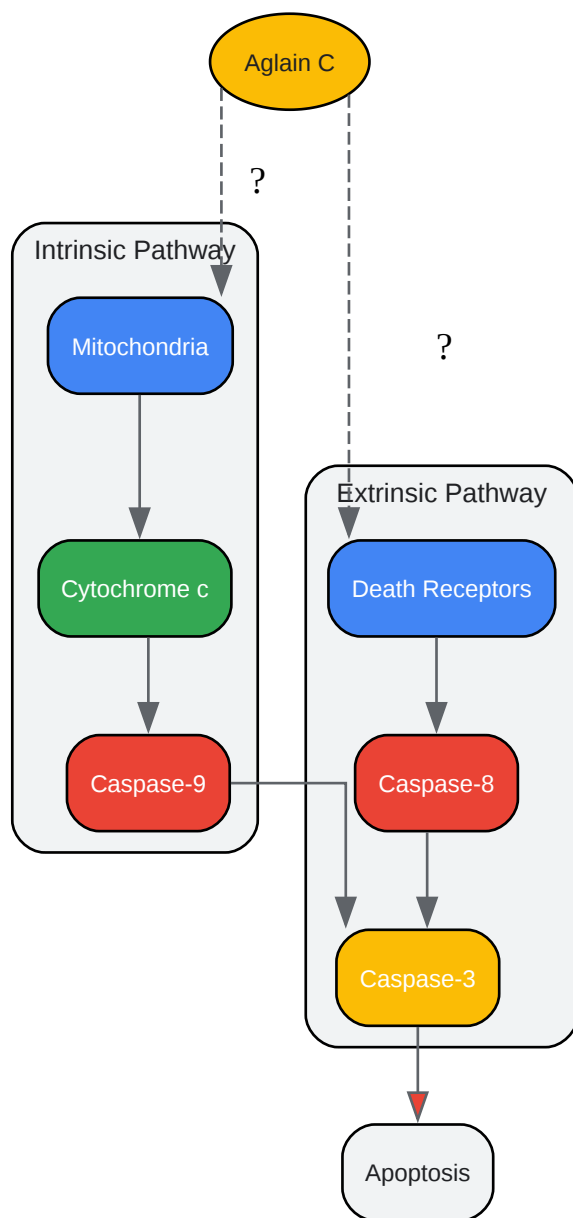 Aglain C
?
Intrinsic Pathway
Mitochondria
?
Extrinsic Pathway
Cytochrome c
Death Receptors
Caspase-9
Caspase-8
Caspase-3
Apoptosis